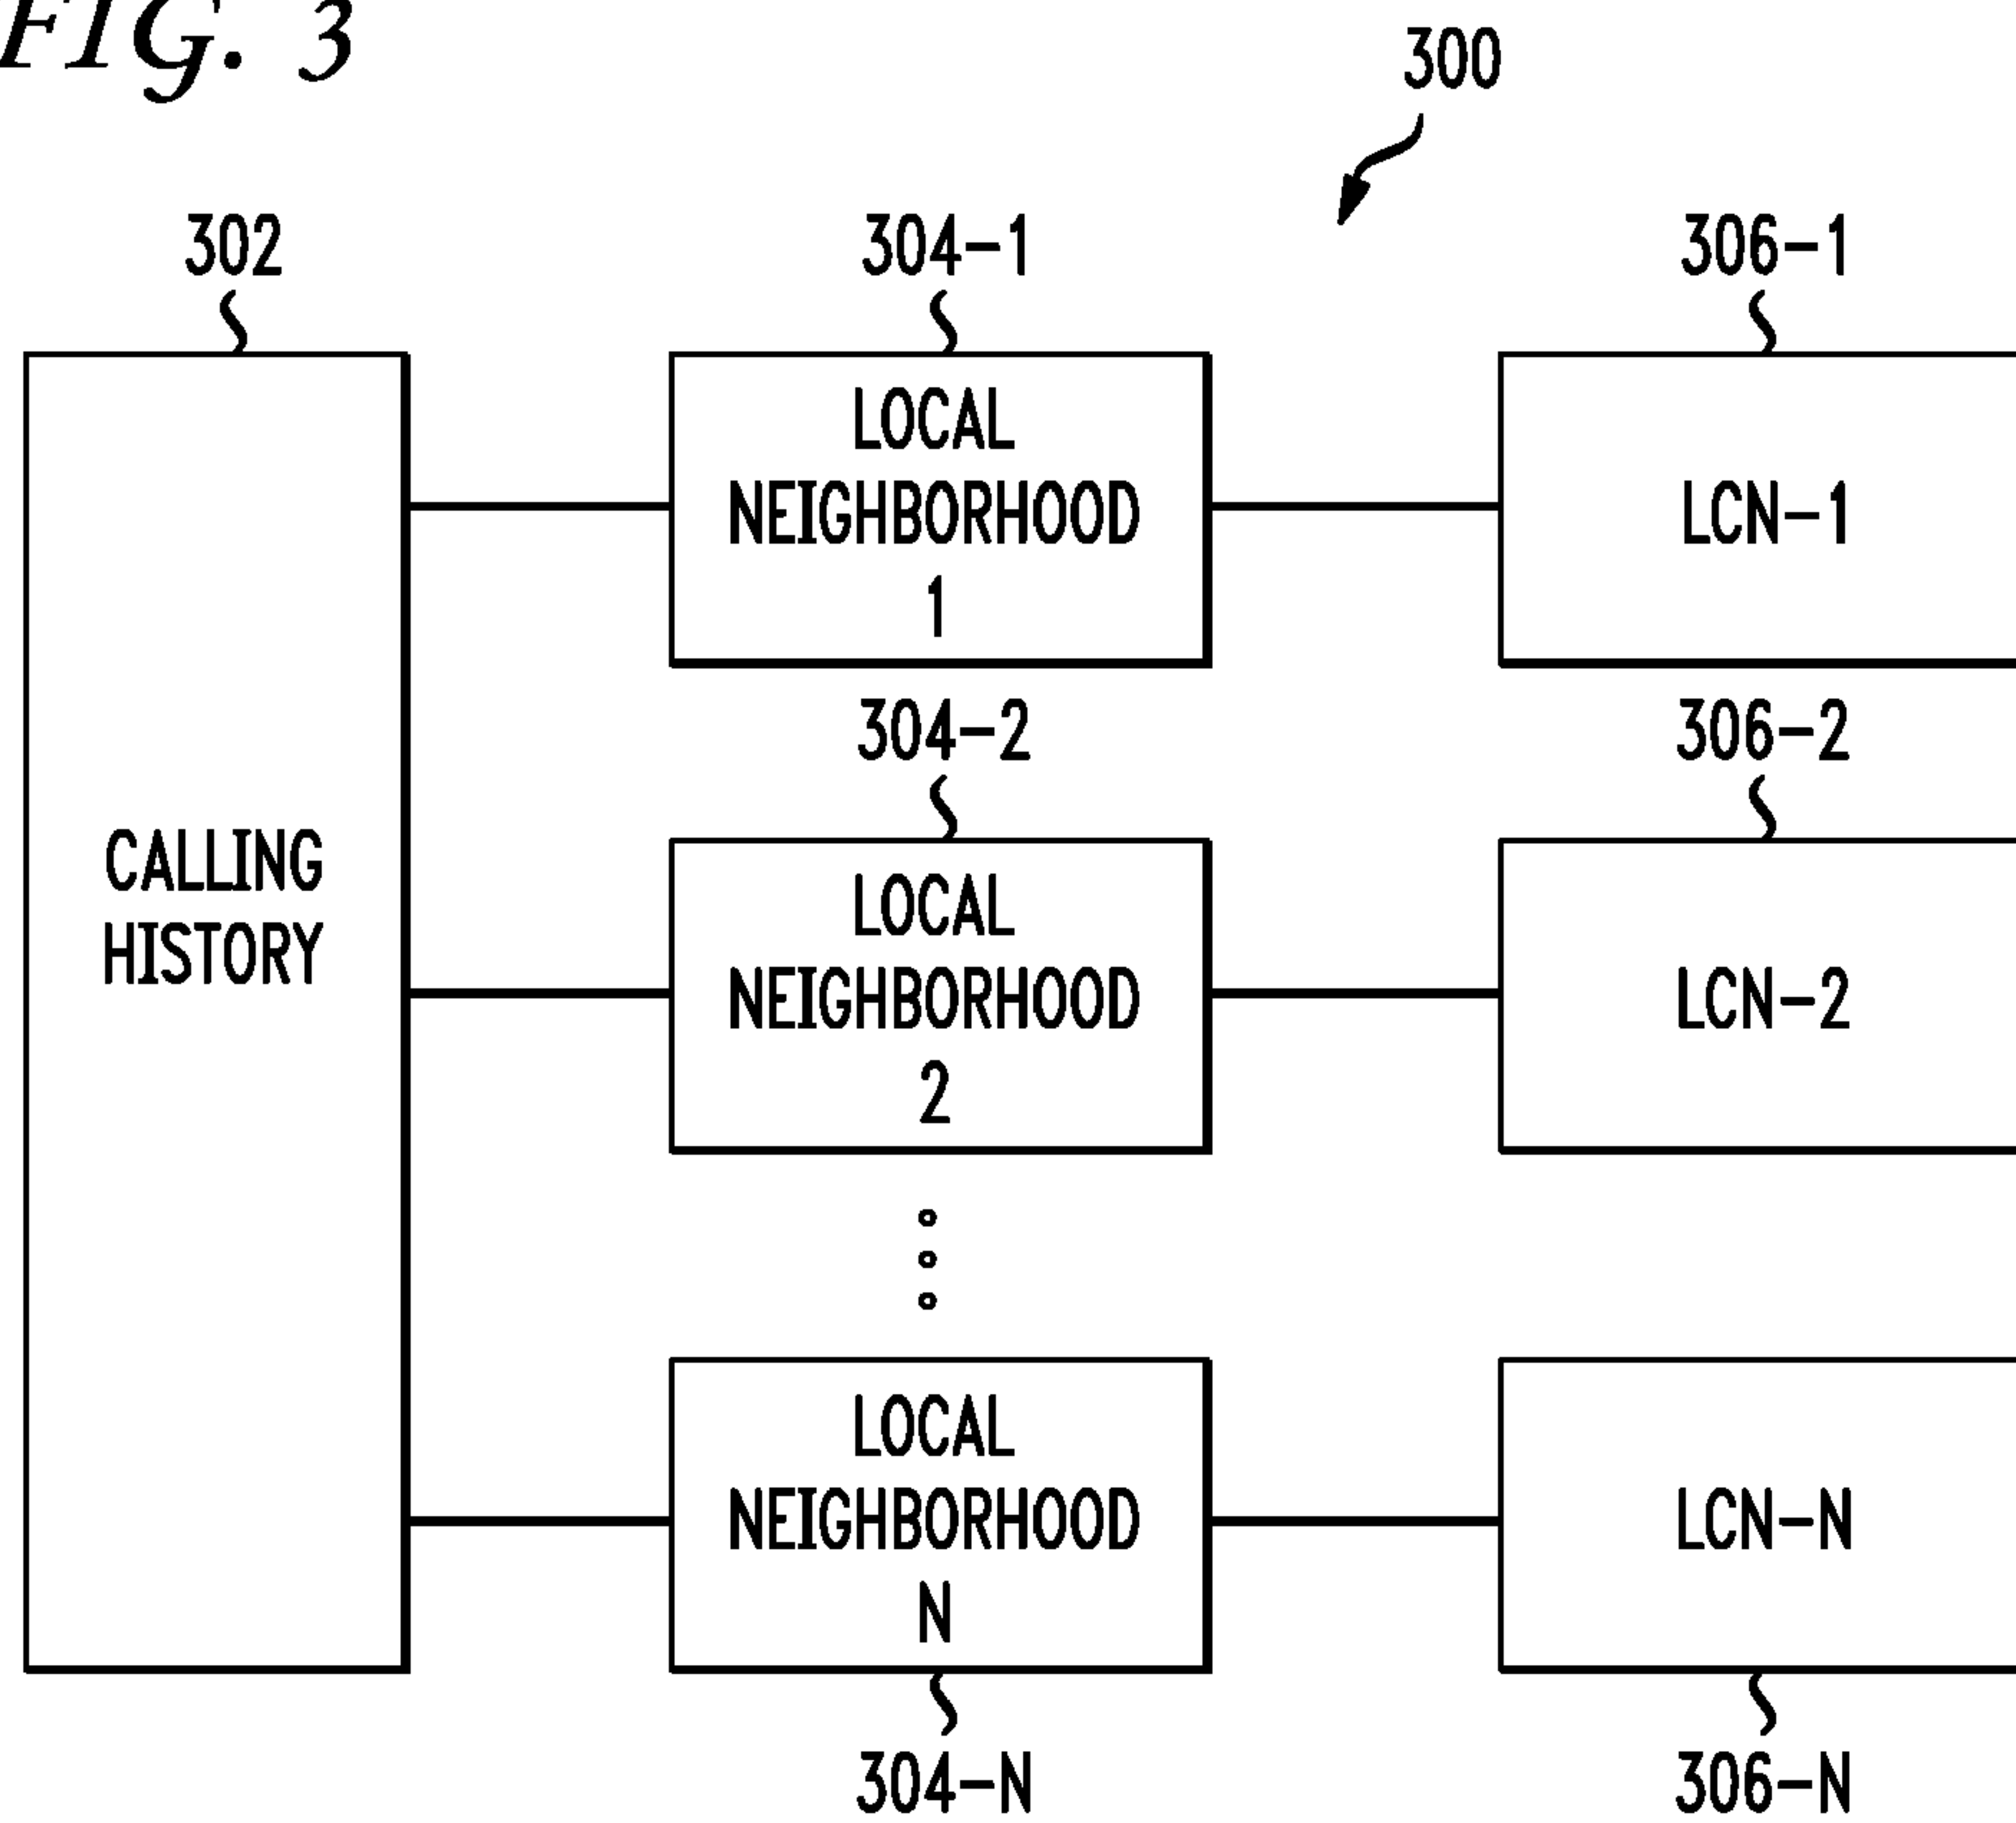 FIG. 3
300
302
304-1
306-1
LOCAL
NEIGHBORHOOD
1
LCN-1
304-2
306-2
CALLING
HISTORY
LOCAL
NEIGHBORHOOD
2
LCN-2
LOCAL
NEIGHBORHOOD
N
LCN-N
304-N
306-N